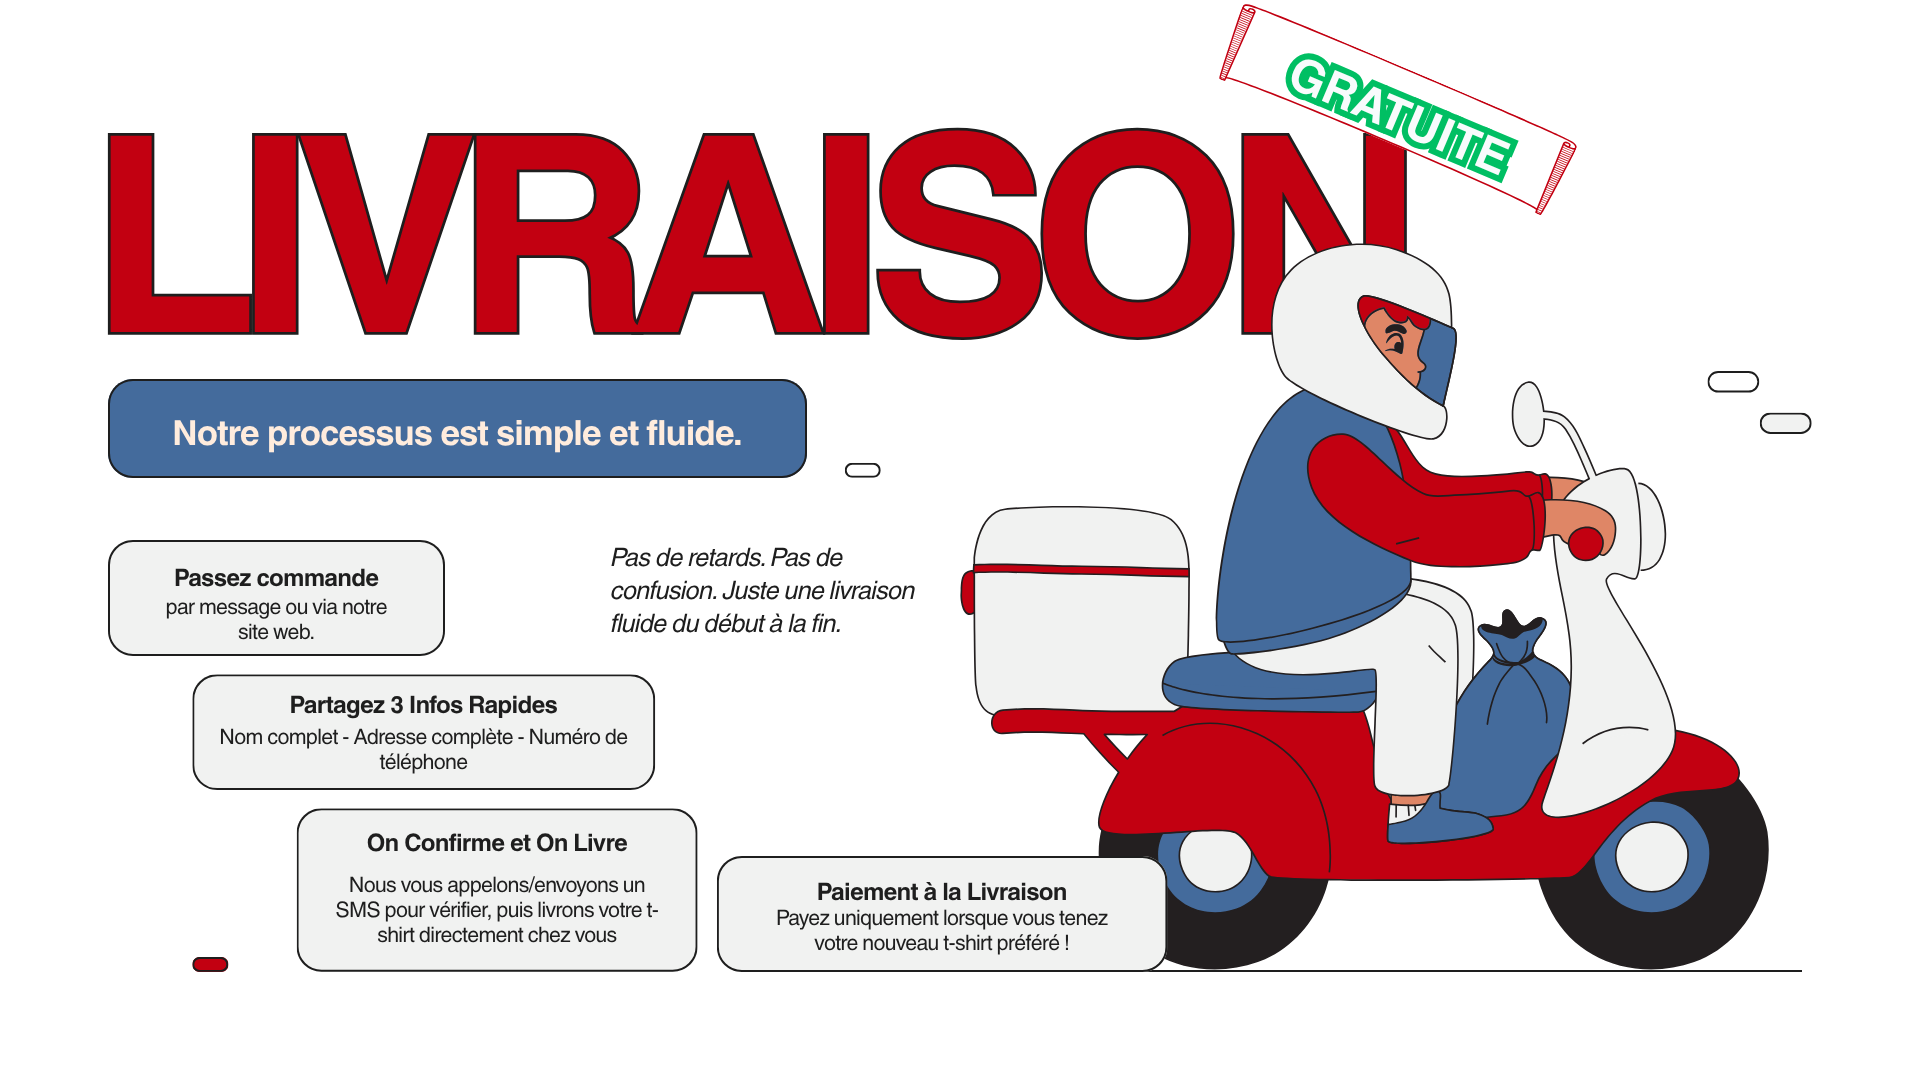 GRATUITE
LIVRAISON
Notre processus est simple et fluide.
Passez commande
par message ou via notre
site web.
Pas de retards. Pas de
confusion. Juste une livraison
fluide du début à la fin.
Partagez 3 Infos Rapides
Nom complet - Adresse complète - Numéro de
téléphone
On Confirme et On Livre
Nous vous appelons/envoyons un
SMS pour vérifier, puis livrons votre t-
shirt directement chez vous
Paiement à la Livraison
Payez uniquement lorsque vous tenez
votre nouveau t-shirt préféré !